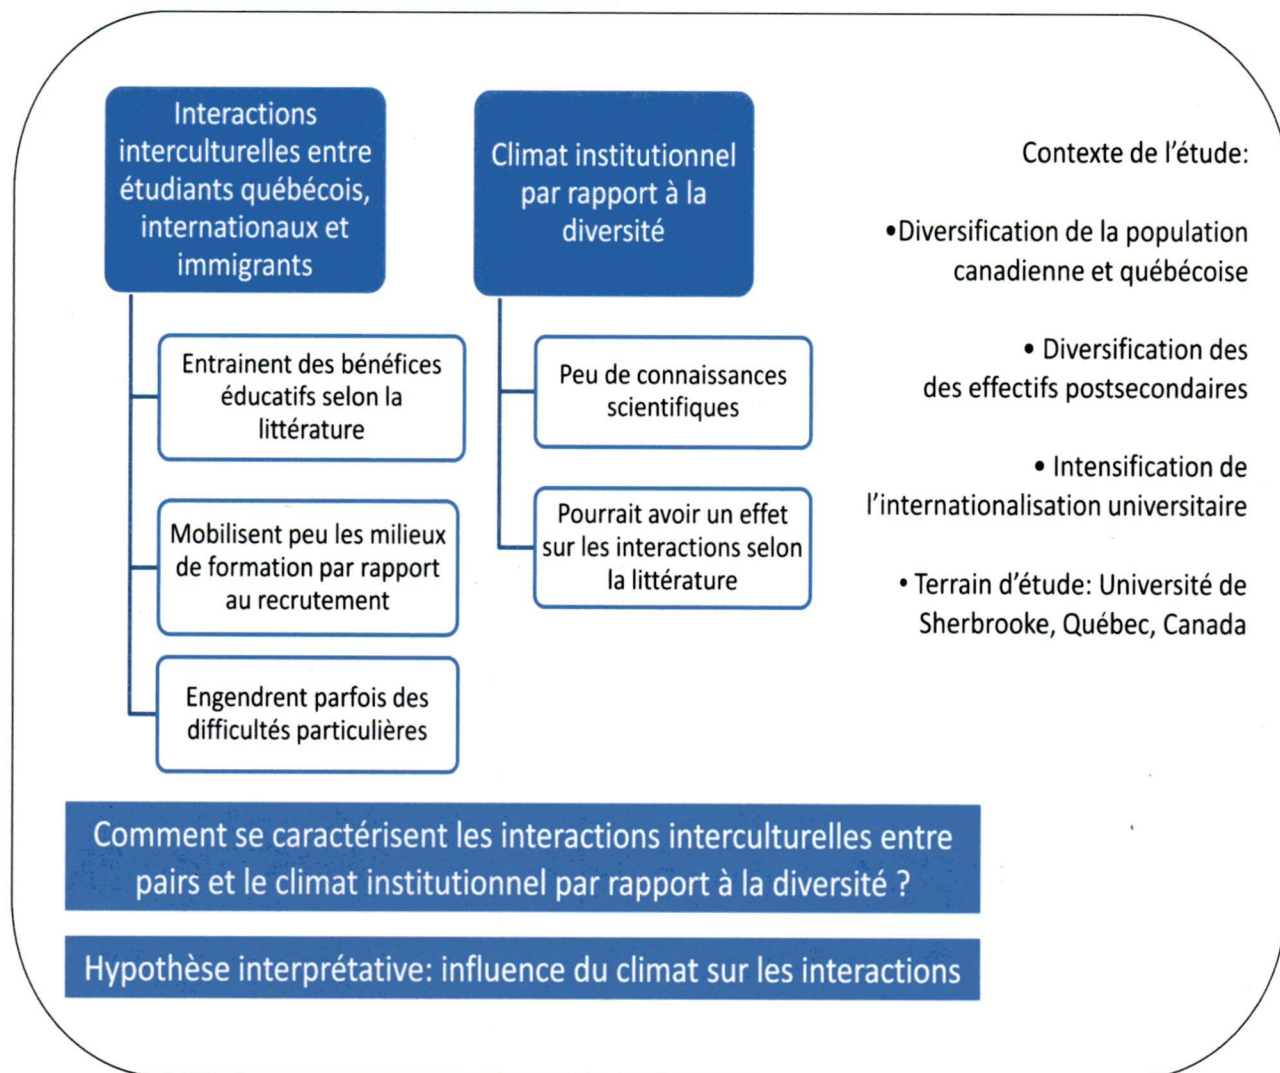 Interactions
interculturelles entre
étudiants québécois,
internationaux et
immigrants
Entrainent des bénéfices
éducatifs selon la
littérature
Mobilisent peu les milieux
de formation par rapport
au recrutement
Engendrent parfois des
difficultés particulières
Climat institutionnel
par rapport à la
diversité
Peu de connaissances
scientifiques
Pourrait avoir un effet
sur les interactions selon
la littérature
Contexte de l’étude:
•Diversification de la population
canadienne et québécoise
• Diversification des
des effectifs postsecondaires
• Intensification de
l’internationalisation universitaire
• Terrain d’étude: Université de
Sherbrooke, Québec, Canada
Comment se caractérisent les interactions interculturelles entre
pairs et le climat institutionnel par rapport à la diversité ?
Hypothèse interprétative: influence du climat sur les interactions